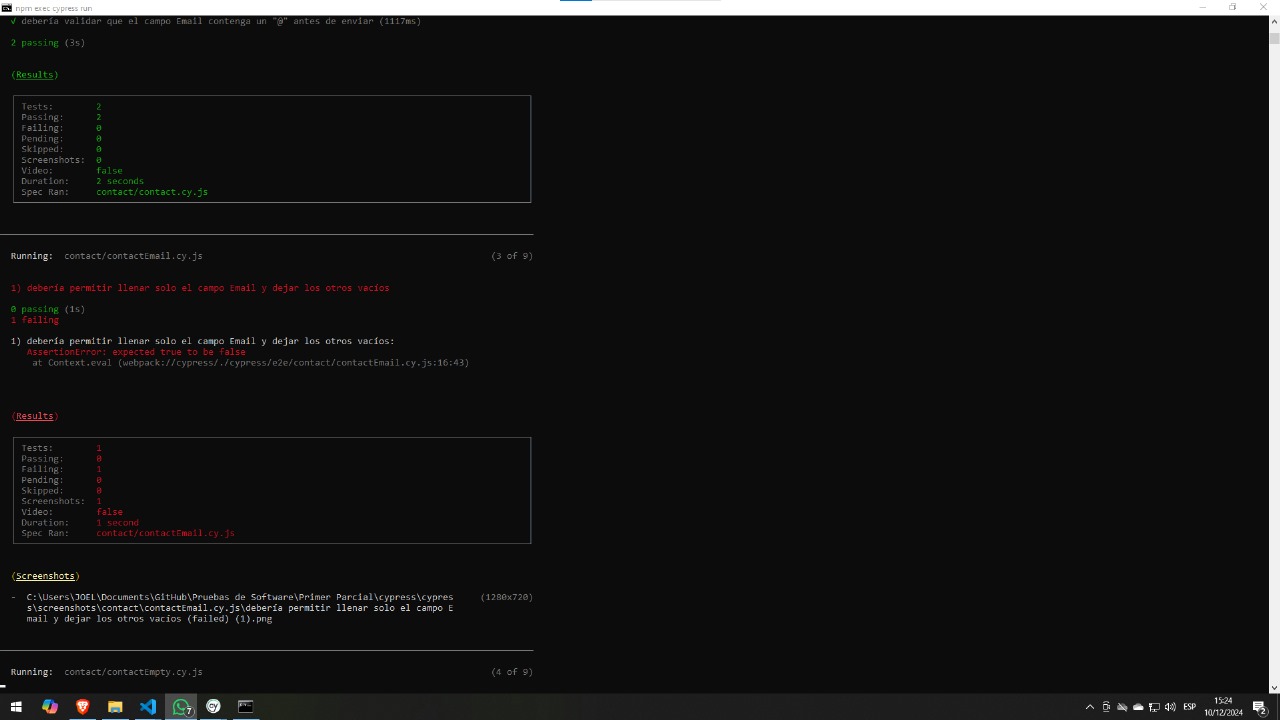 npm exec cypress run
√ debería validar que el campo Email contenga un "@" antes de enviar (1117ms)
2 passing (3s)
(Results)
Tests: 2
Passing: 2
Failing: 0
Pending: 0
Skipped: 0
Screenshots: 0
Video: false
Duration: 2 seconds
Spec Ran: contact/contact.cy.js
Running: contact/contactEmail.cy.js (3 of 9)
1) debería permitir llenar solo el campo Email y dejar los otros vacíos
0 passing (1s)
1 failing
1) debería permitir llenar solo el campo Email y dejar los otros vacíos:
AssertionError: expected true to be false
at Context.eval (webpack://cypress/./cypress/e2e/contact/contactEmail.cy.js:16:43)
(Results)
Tests: 1
Passing: 0
Failing: 1
Pending: 0
Skipped: 0
Screenshots: 1
Video: false
Duration: 1 second
Spec Ran: contact/contactEmail.cy.js
(Screenshots)
- C:\Users\JOEL\Documents\GitHub\Pruebas de Software\Primer Parcial\cypress\cypres (1280x720)
s\screenshots\contact\contactEmail.cy.js\debería permitir llenar solo el campo E
mail y dejar los otros vacíos (failed) (1).png
Running: contact/contactEmpty.cy.js (4 of 9)
7
cy
ESP
15:24
10/12/2024
2